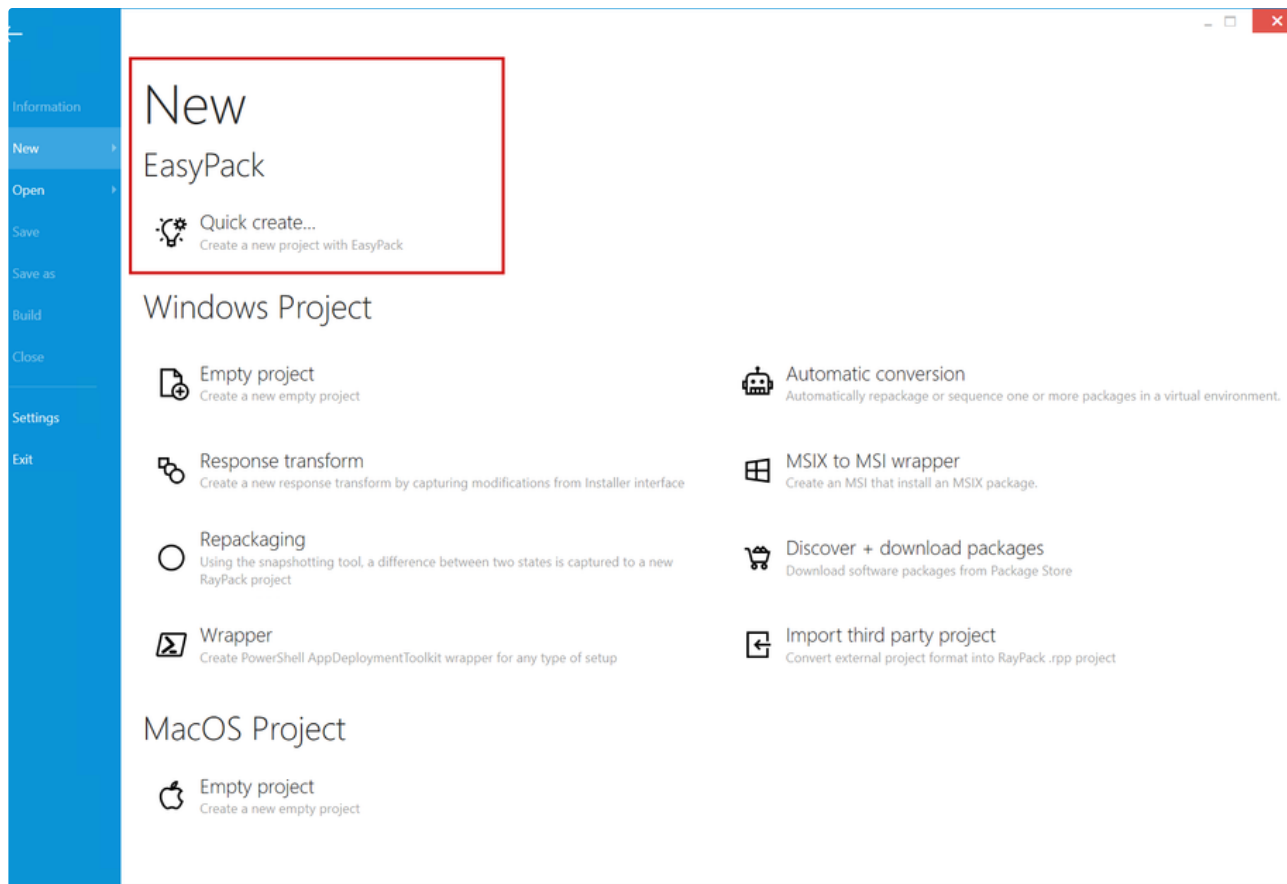 Information
New
Open
Save
Save as
Build
Close
Settings
Exit
New
EasyPack
Quick create...
Create a new project with EasyPack
Windows Project
Empty project
Create a new empty project
Automatic conversion
Automatically repackage or sequence one or more packages in a virtual environment.
Response transform
Create a new response transform by capturing modifications from Installer interface
MSIX to MSI wrapper
Create an MSI that install an MSIX package.
Repackaging
Using the snapshotting tool, a difference between two states is captured to a new
RayPack project
Discover + download packages
Download software packages from Package Store
Wrapper
Create PowerShell AppDeploymentToolkit wrapper for any type of setup
Import third party project
Convert external project format into RayPack .rpp project
MacOS Project
Empty project
Create a new empty project